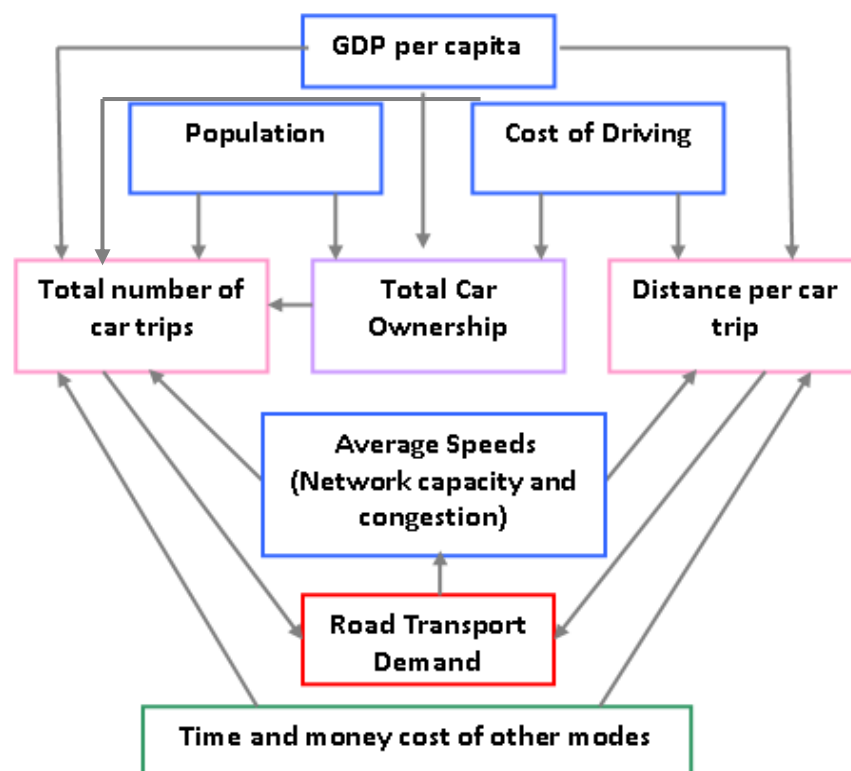 GDP per capita
Population
Cost of Driving
Total number of
car trips
Total Car
Ownership
Distance per car
trip
Average Speeds
(Network capacity and
congestion)
Road Transport
Demand
Time and money cost of other modes